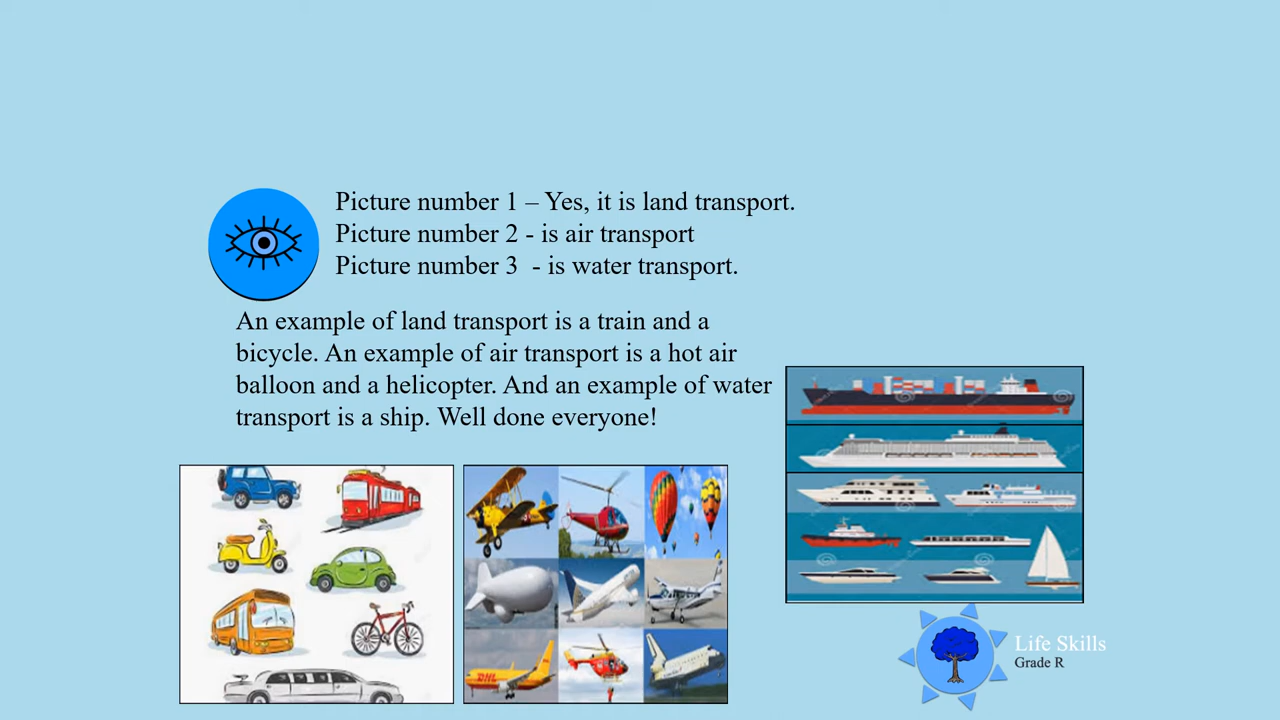 Picture number 1 – Yes, it is land transport.
Picture number 2 - is air transport
Picture number 3  - is water transport.
An example of land transport is a train and a
bicycle. An example of air transport is a hot air
balloon and a helicopter. And an example of water
transport is a ship. Well done everyone!
DHL
Life Skills
Grade R